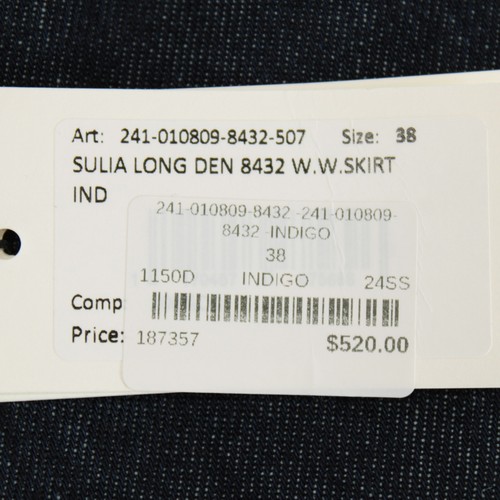 Art: 241-010809-8432-507 Size: 38
SULIA LONG DEN 8432 W.W.SKIRT
IND
241-010809-8432 -241-010809-
8432 -INDIGO
38
1150D INDIGO 24SS
Comp
Price: 187357 $520.00